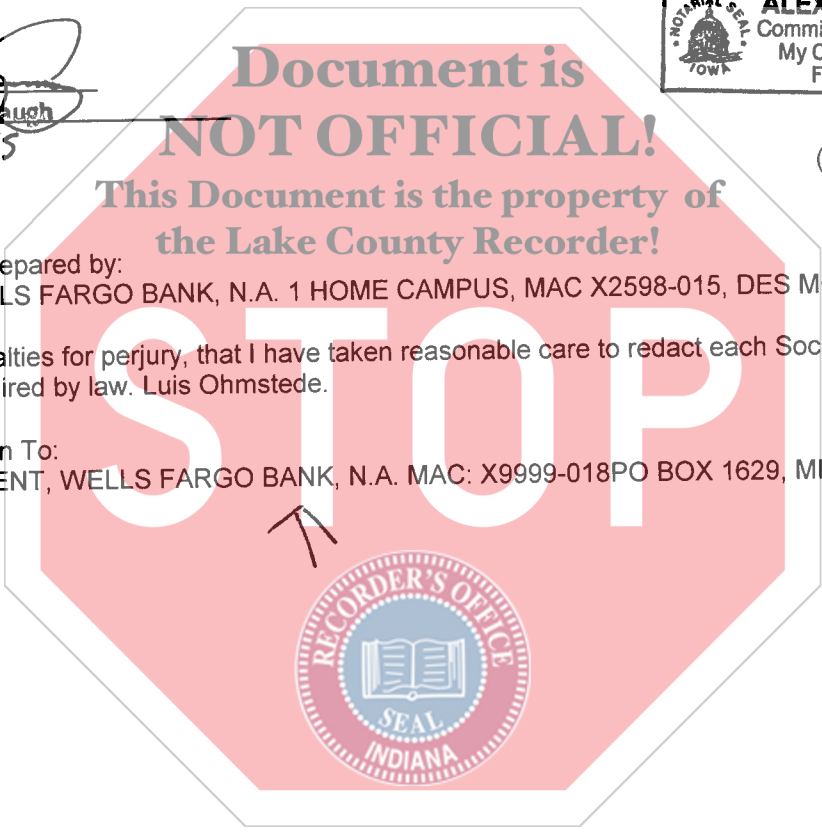 ALEX
Commi
My C
F
NOTARIAL SEAL
IOWA
augh
Document is
NOT OFFICIAL!
This Document is the property of
the Lake County Recorder!
epared by:
LS FARGO BANK, N.A. 1 HOME CAMPUS, MAC X2598-015, DES M
alties for perjury, that I have taken reasonable care to redact each Soc
ired by law. Luis Ohmstede.
n To:
ENT, WELLS FARGO BANK, N.A. MAC: X9999-018PO BOX 1629, MI
STOP
RECORDER'S OFFICE
SEAL
INDIANA